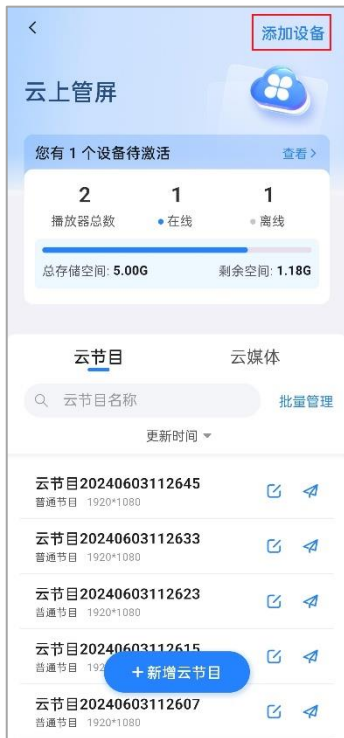 添加设备
云上管屏
您有 1 个设备待激活 查看>
2 1 1
播放器总数 在线 离线
总存储空间: 5.00G 剩余空间: 1.18G
云节目 云媒体
云节目名称 批量管理
更新时间
云节目20240603112645
普通节目 1920*1080
云节目20240603112633
普通节目 1920*1080
云节目20240603112623
普通节目 1920*1080
云节目20240603112615
普通节目 192
+新增云节目
云节目20240603112607
普通节目 1920*1080